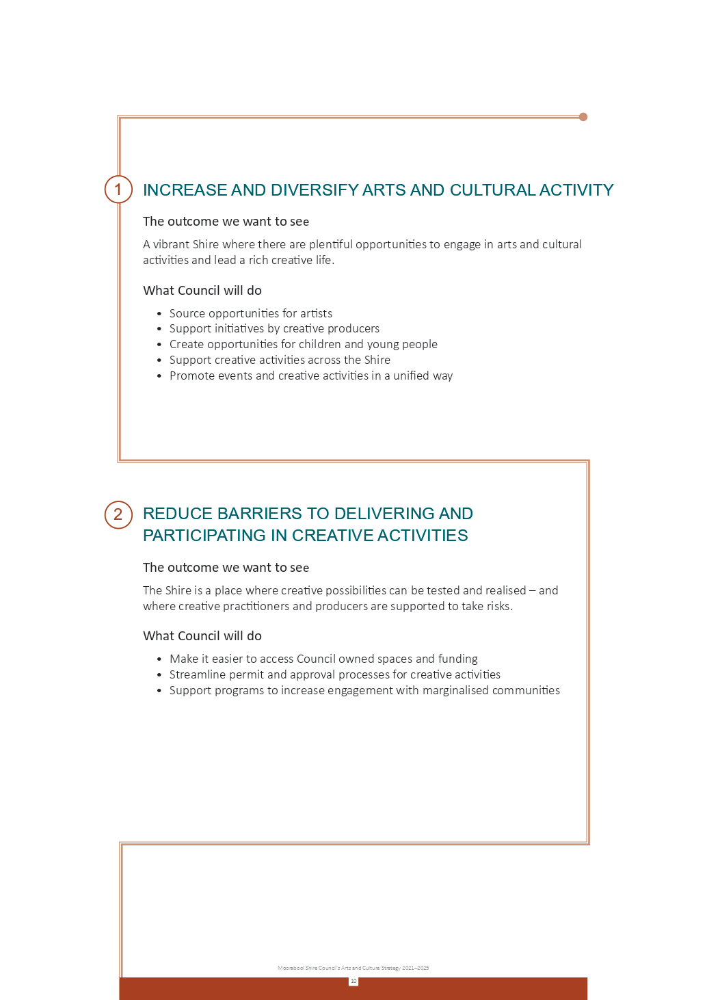 1 INCREASE AND DIVERSIFY ARTS AND CULTURAL ACTIVITY
The outcome we want to see
A vibrant Shire where there are plentiful opportunities to engage in arts and cultural
activities and lead a rich creative life.
What Council will do
• Source opportunities for artists
• Support initiatives by creative producers
• Create opportunities for children and young people
• Support creative activities across the Shire
• Promote events and creative activities in a unified way
2 REDUCE BARRIERS TO DELIVERING AND
PARTICIPATING IN CREATIVE ACTIVITIES
The outcome we want to see
The Shire is a place where creative possibilities can be tested and realised – and
where creative practitioners and producers are supported to take risks.
What Council will do
• Make it easier to access Council owned spaces and funding
• Streamline permit and approval processes for creative activities
• Support programs to increase engagement with marginalised communities
Moorabool Shire Council's Arts and Culture Strategy 2021–2025
10